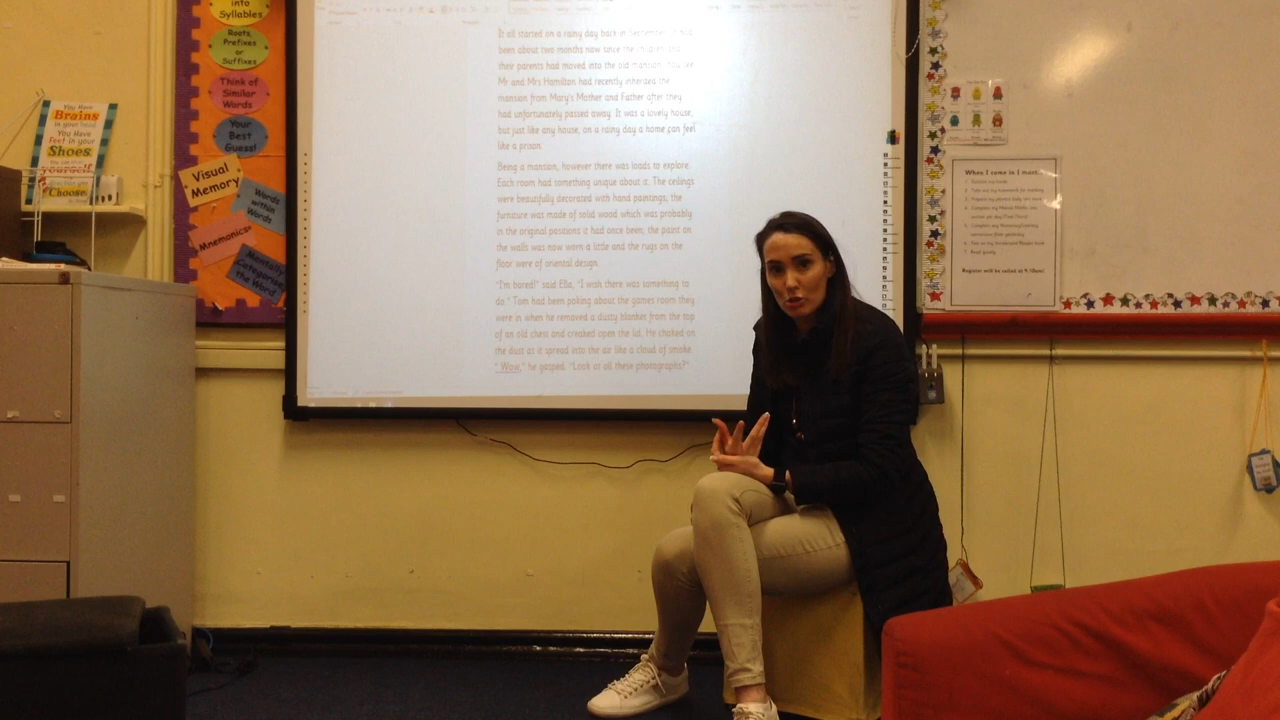 into
Syllables
Roots,
Prefixes
or
Suffixes
Think of
Similar
Words
Your
Best
Guess!
Visual
Memory
Words
within
Words
Mnemonics
Mentally
Categorise
the Word
You Have
Brains
in your head
You Have
Feet in your
Shoes
yourself
Choose
It all started on a rainy day back in September. It had
been about two months now since the children and
their parents had moved into the old mansion. You see
Mr and Mrs Hamilton had recently inherited the
mansion from Mary's Mother and Father after they
had unfortunately passed away. It was a lovely house,
but just like any house, on a rainy day a home can feel
like a prison.
Being a mansion, however there was loads to explore.
Each room had something unique about it. The ceilings
were beautifully decorated with hand paintings, the
furniture was made of solid wood which was probably
in the original positions it had once been; the paint on
the walls was now worn a little and the rugs on the
floor were of oriental design.
"I'm bored!" said Ella, "I wish there was something to
do." Tom had been poking about the games room they
were in when he removed a dusty blanket from the top
of an old chest and creaked open the lid. He choked on
the dust as it spread into the air like a cloud of smoke.
"Wow," he gasped. "Look at all these photographs!"
When I come in I must...
Register will be called at 9.10am!